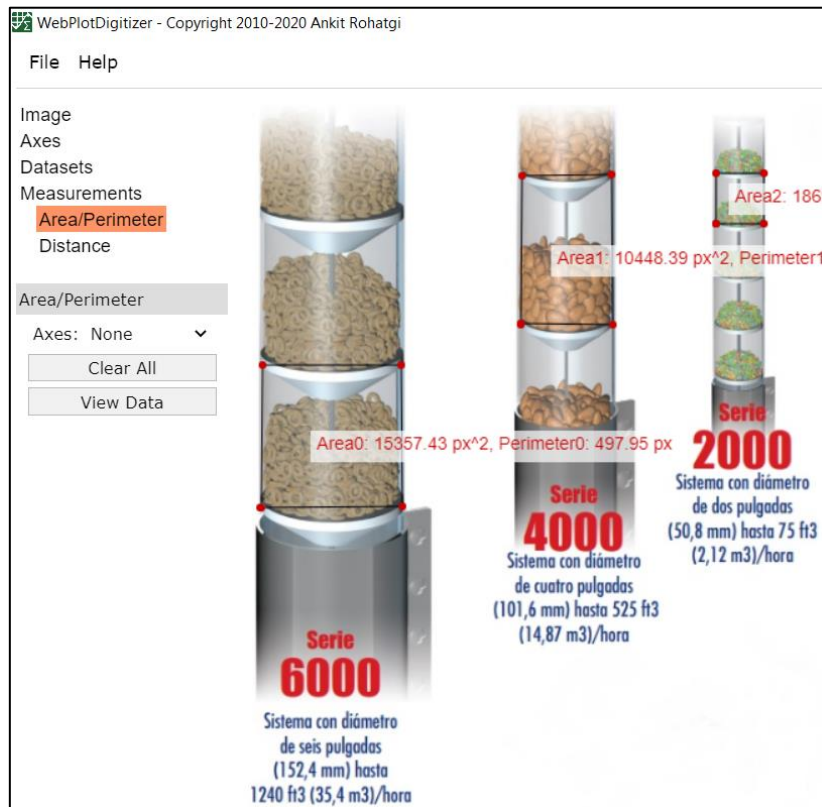 WebPlotDigitizer - Copyright 2010-2020 Ankit Rohatgi
File Help
Image
Axes
Datasets
Measurements
Area/Perimeter
Distance
Area/Perimeter
Axes: None
Clear All
View Data
Area0: 15357.43 px^2, Perimeter0: 497.95 px
Area1: 10448.39 px^2, Perimeter1
Area2: 186
Serie
6000
Sistema con diámetro
de seis pulgadas
(152,4 mm) hasta
1240 ft3 (35,4 m3)/hora
Serie
4000
Sistema con diámetro
de cuatro pulgadas
(101,6 mm) hasta 525 ft3
(14,87 m3)/hora
Serie
2000
Sistema con diámetro
de dos pulgadas
(50,8 mm) hasta 75 ft3
(2,12 m3)/hora